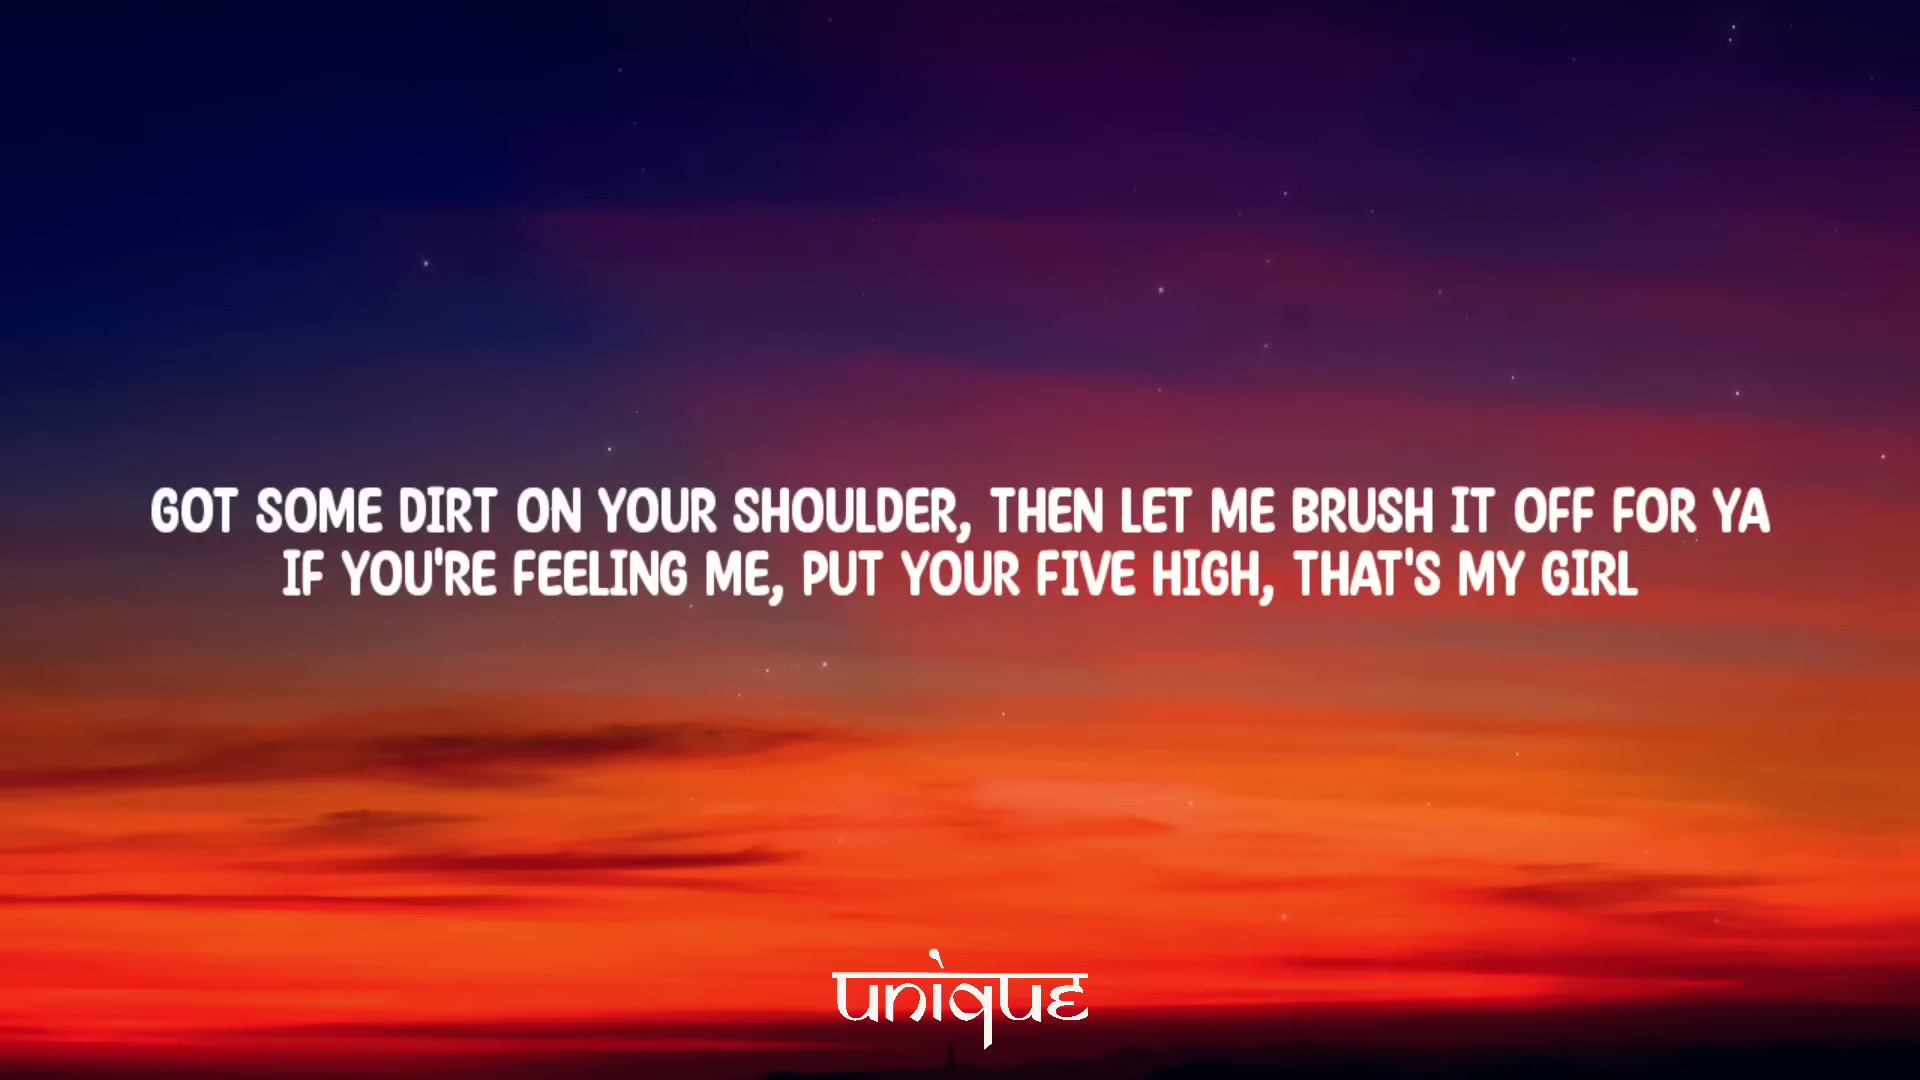 GOT SOME DIRT ON YOUR SHOULDER, THEN LET ME BRUSH IT OFF FOR YA
IF YOU'RE FEELING ME, PUT YOUR FIVE HIGH, THAT'S MY GIRL
unique